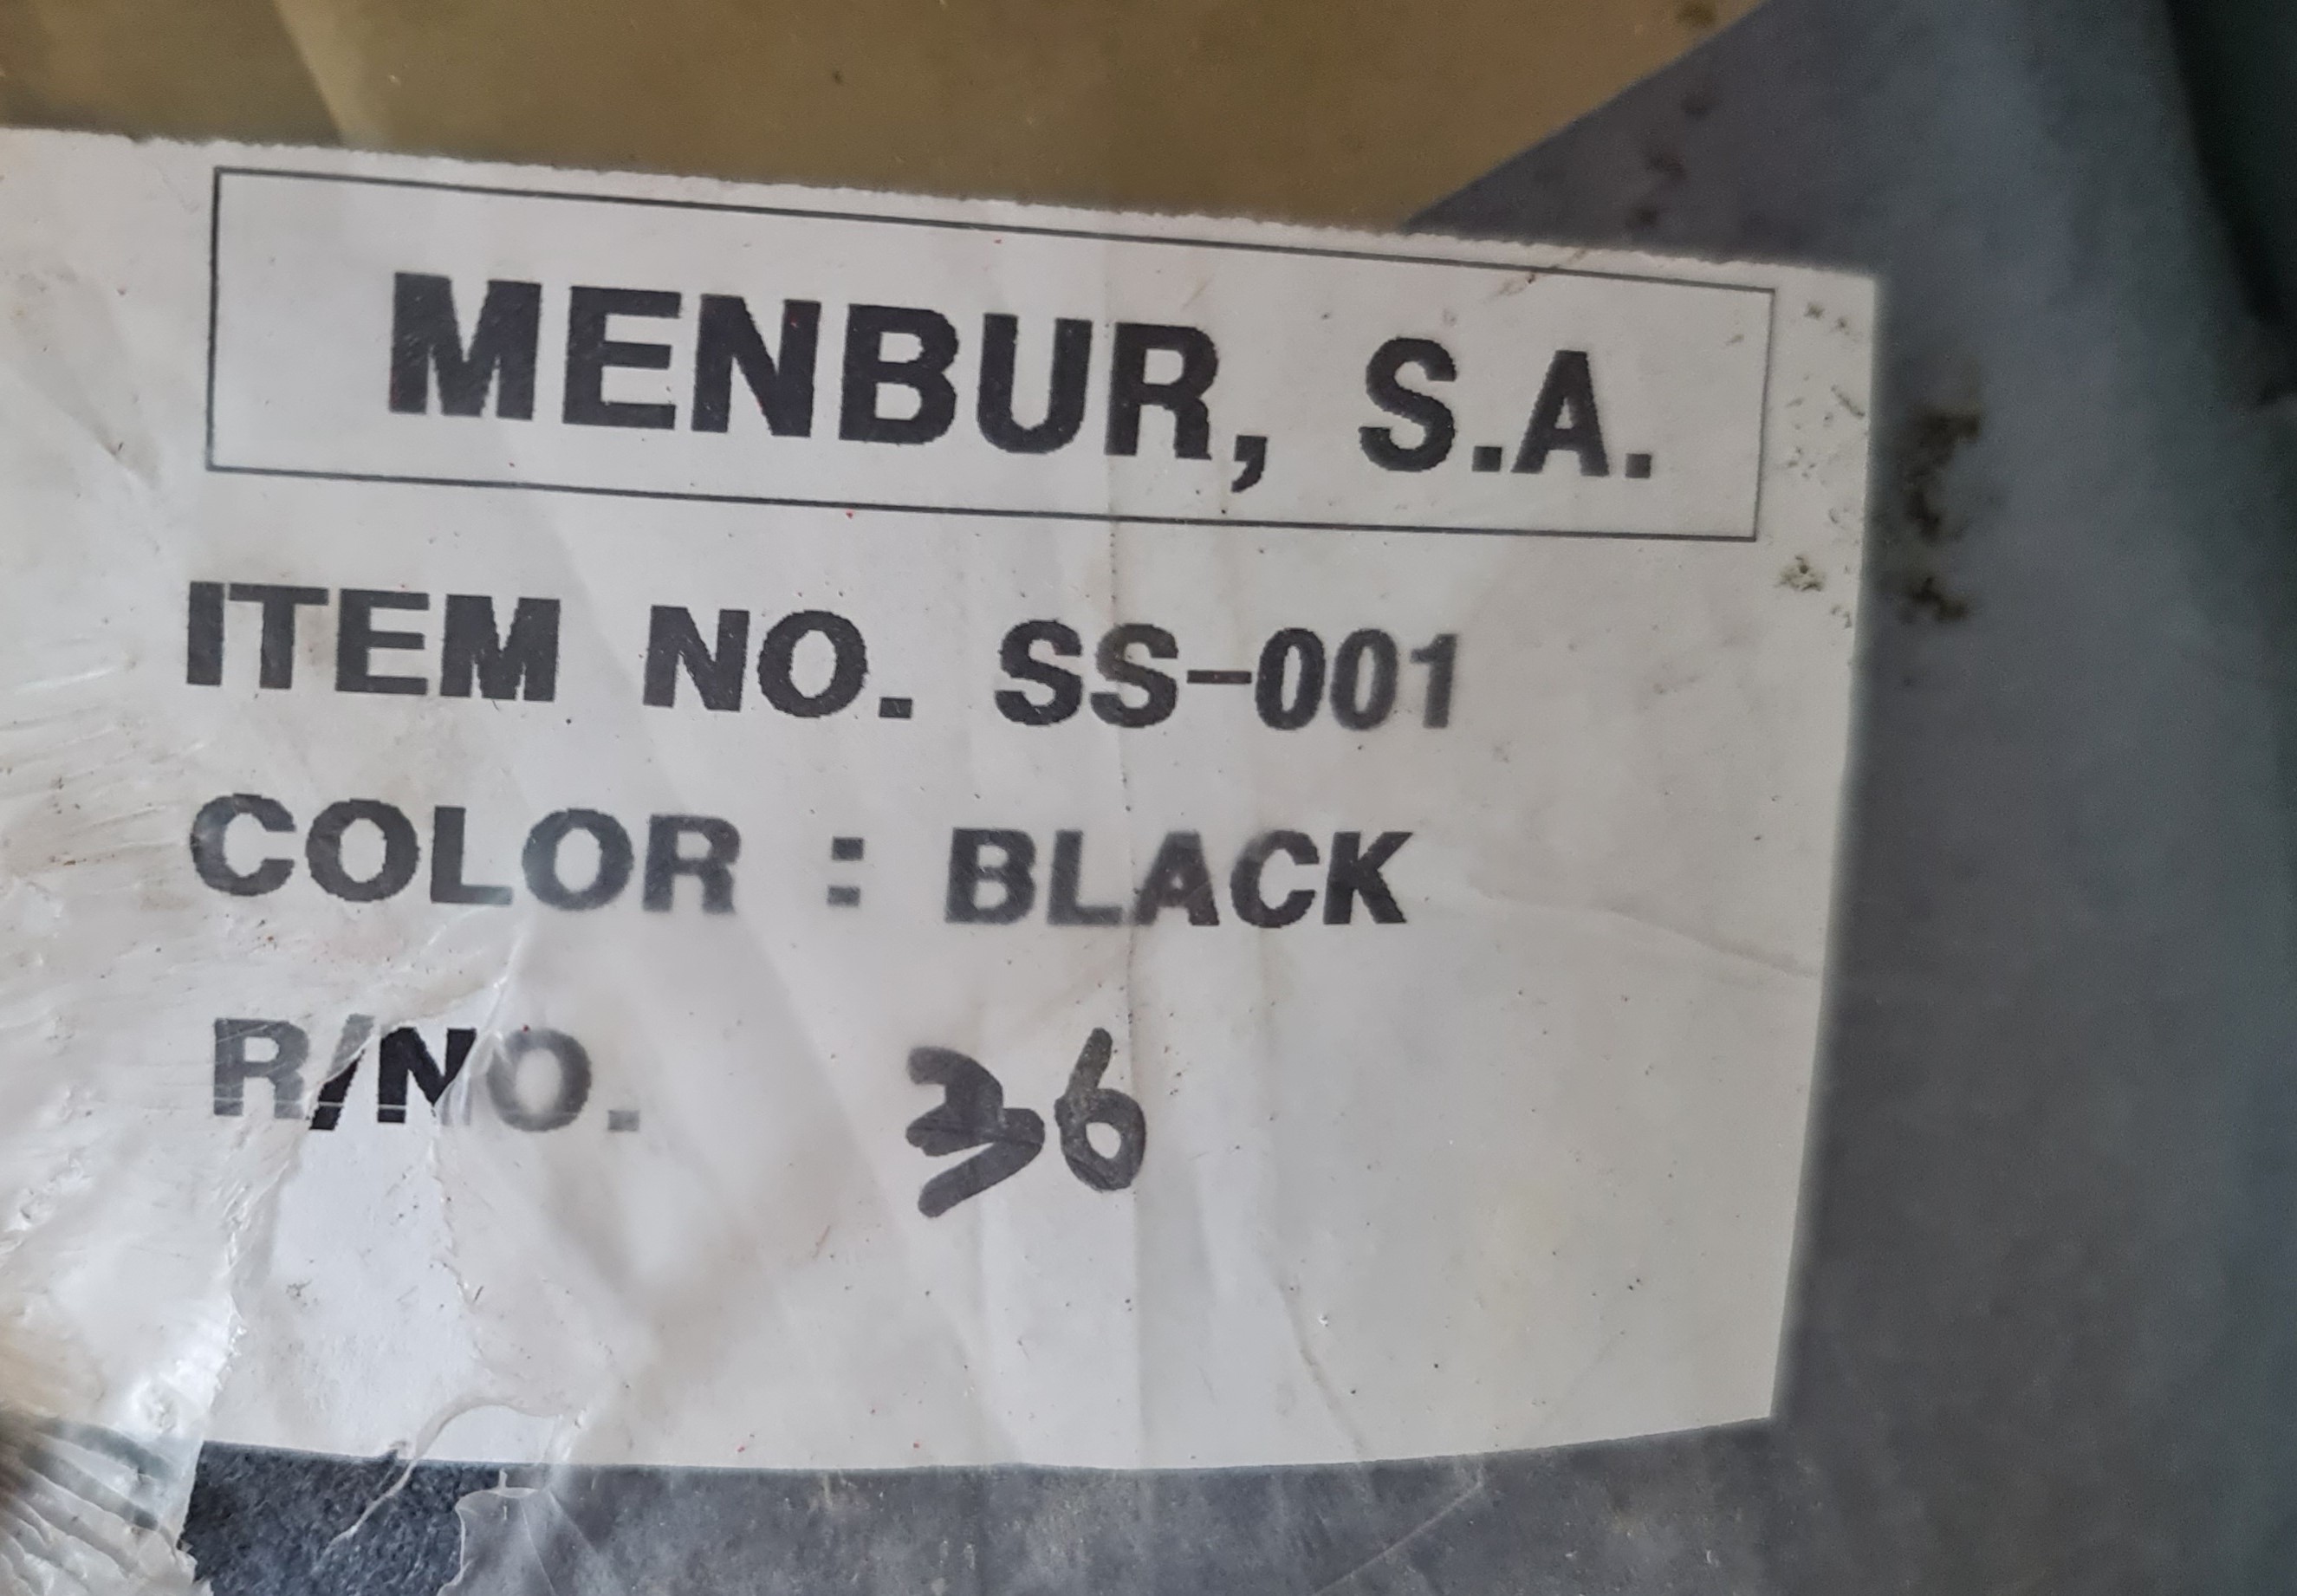 MENBUR, S.A.
ITEM NO. SS-001
COLOR : BLACK
R/NO. 36